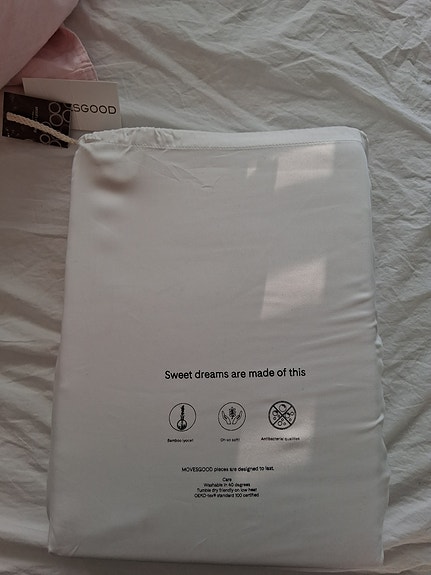 ESGOOD
Sweet dreams are made of this
Bamboo lyocell
Oh so soft!
Antibacterial qualities
MOVESGOOD pieces are designed to last.
Care
Washable in 40 degrees
Tumble dry friendly on low heat
OEKO-tex® standard 100 certified